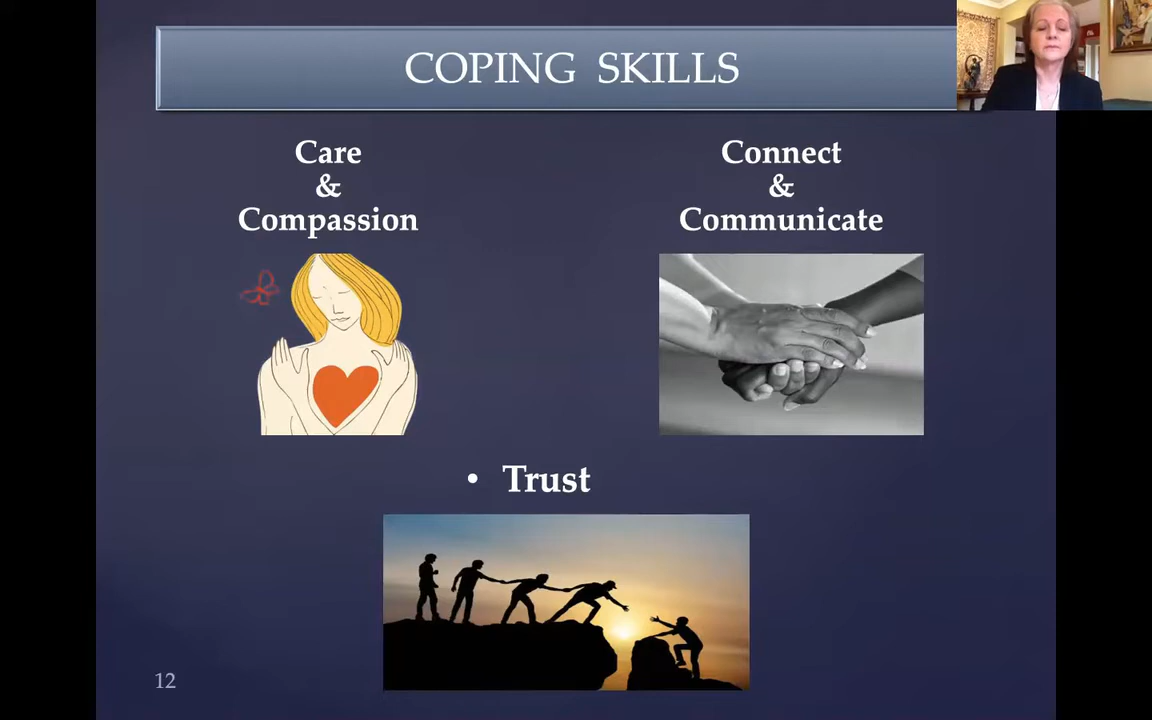 COPING SKILLS
Care
&
Compassion
Connect
&
Communicate
• Trust
12